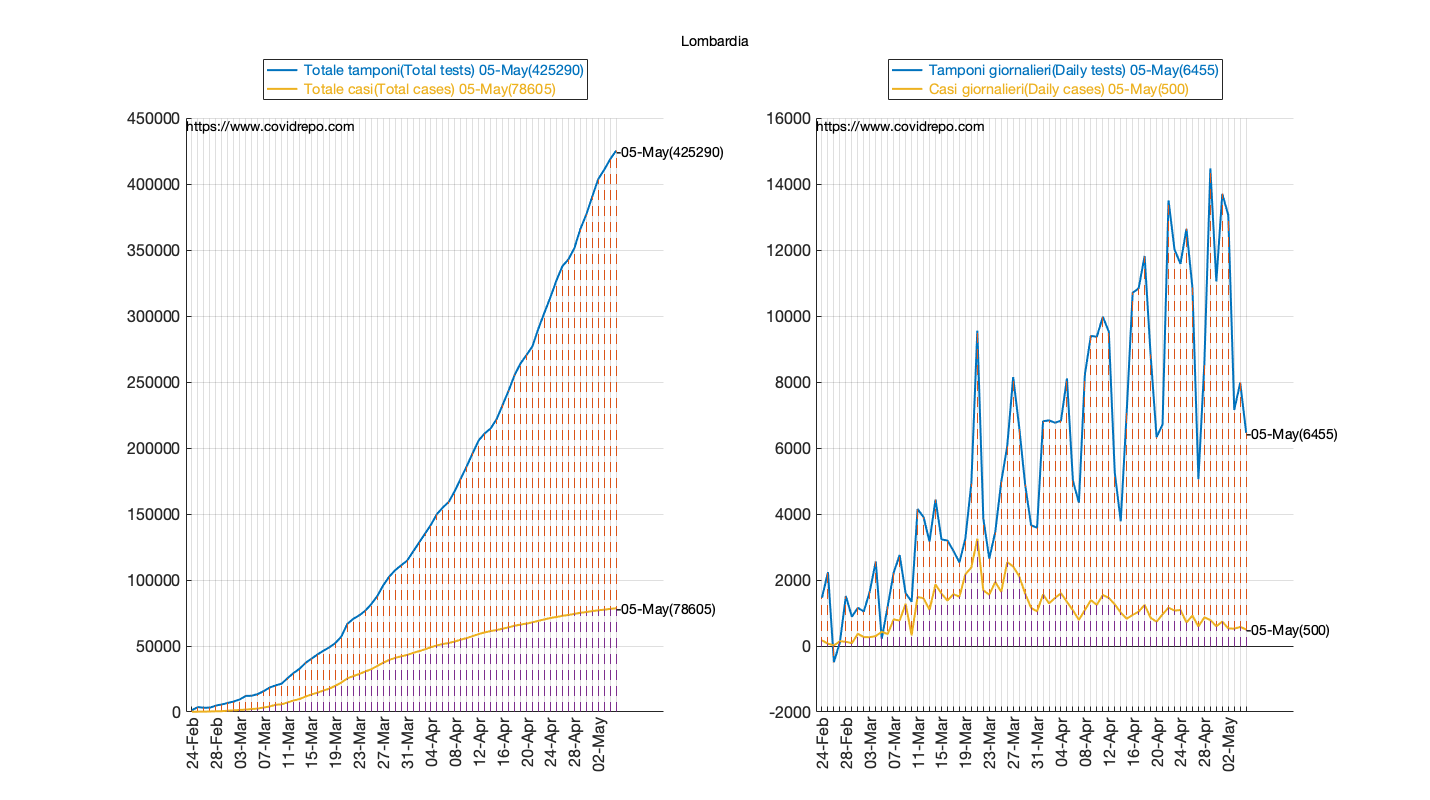 Lombardia
Totale tamponi(Total tests) 05-May(425290)
Totale casi(Total cases) 05-May(78605)
https://www.covidrepo.com
450000
400000
350000
300000
250000
200000
150000
100000
50000
0
05-May(425290)
05-May(78605)
24-Feb
28-Feb
03-Mar
07-Mar
11-Mar
15-Mar
19-Mar
23-Mar
27-Mar
31-Mar
04-Apr
08-Apr
12-Apr
16-Apr
20-Apr
24-Apr
28-Apr
02-May
Tamponi giornalieri(Daily tests) 05-May(6455)
Casi giornalieri(Daily cases) 05-May(500)
https://www.covidrepo.com
16000
14000
12000
10000
8000
6000
4000
2000
0
-2000
05-May(6455)
05-May(500)
24-Feb
28-Feb
03-Mar
07-Mar
11-Mar
15-Mar
19-Mar
23-Mar
27-Mar
31-Mar
04-Apr
08-Apr
12-Apr
16-Apr
20-Apr
24-Apr
28-Apr
02-May